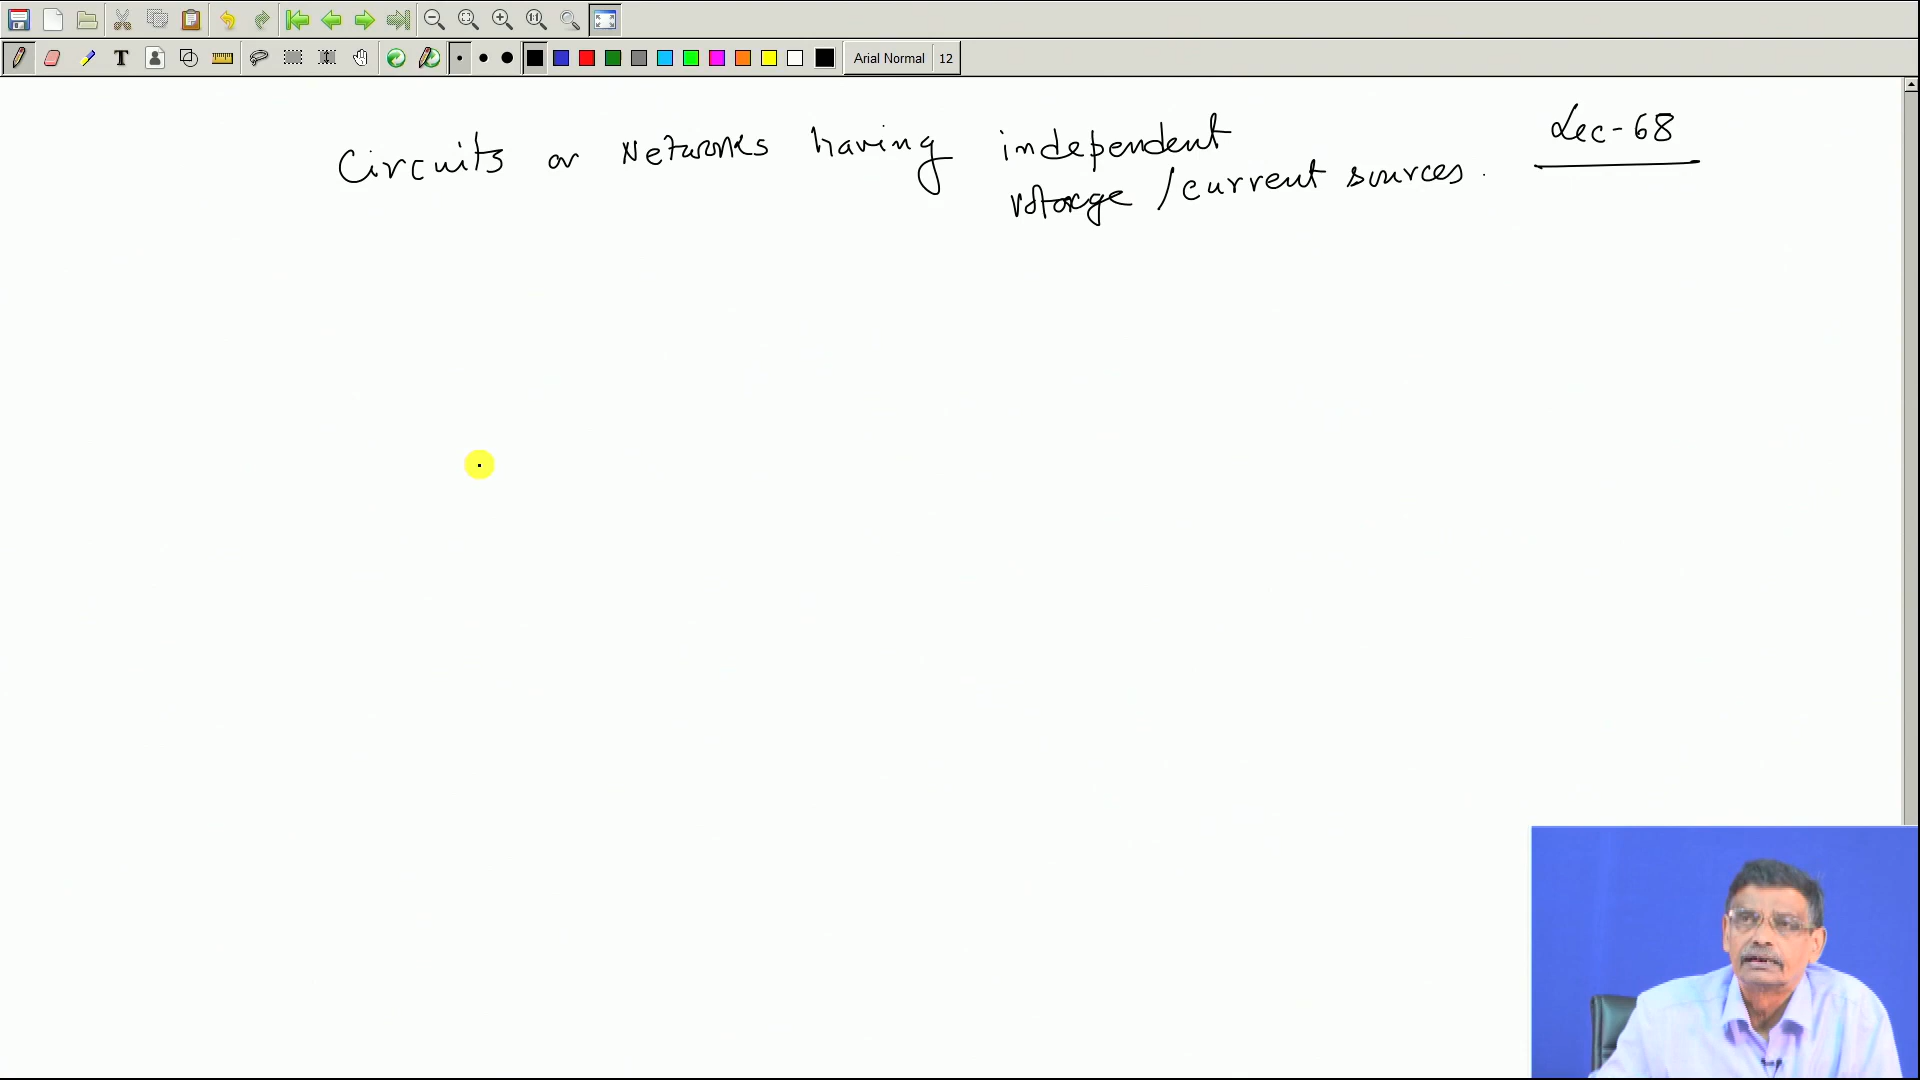 Arial Normal 12
Lec-68
Circuits or Networks having independent
voltage / current sources.